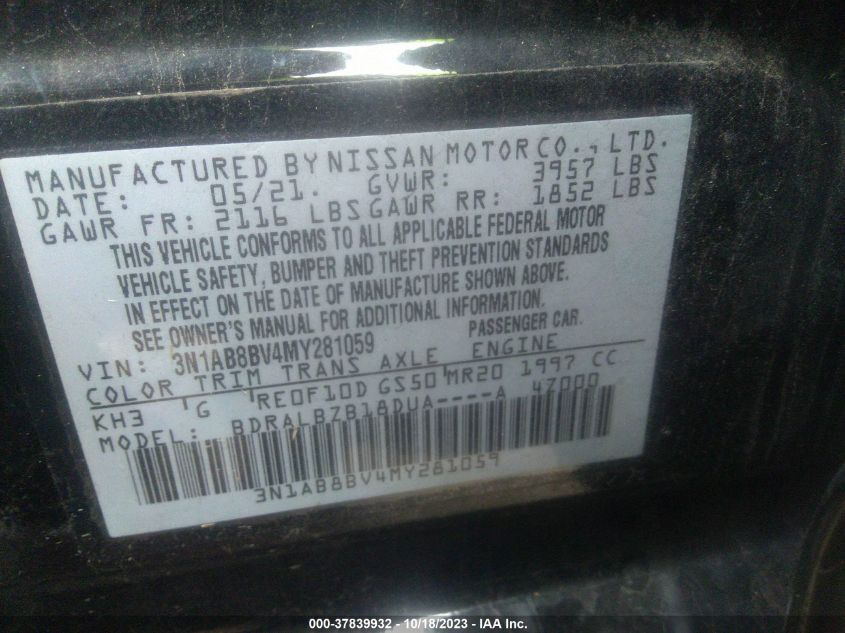 MANUFACTURED BY NISSAN MOTOR CO., LTD.
DATE: 05/21. GVWR: 3957 LBS
GAWR FR: 2116 LBS GAWR RR: 1852 LBS
THIS VEHICLE CONFORMS TO ALL APPLICABLE FEDERAL MOTOR
VEHICLE SAFETY, BUMPER AND THEFT PREVENTION STANDARDS
IN EFFECT ON THE DATE OF MANUFACTURE SHOWN ABOVE.
SEE OWNER'S MANUAL FOR ADDITIONAL INFORMATION.
VIN: 3N1AB8BV4MY281059 PASSENGER CAR.
COLOR TRIM TRANS AXLE ENGINE
KH3 G RE0F10D GS50 MR20 1997 CC
MODEL: BDRALBZB18DUA----A 4Z000
3N1AB8BV4MY281059
000-37839932 - 10/18/2023 - IAA Inc.